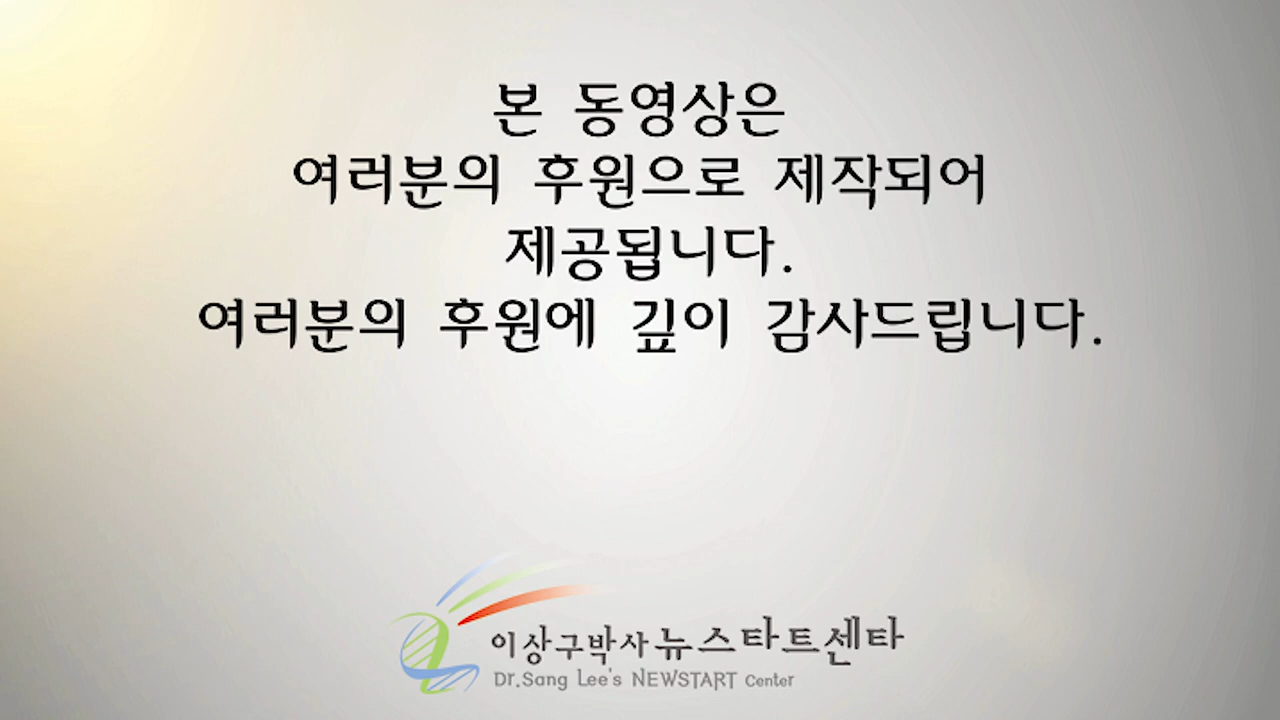 본 동영상은
여러분의 후원으로 제작되어
제공됩니다.
여러분의 후원에 깊이 감사드립니다.
이상구박사 뉴스타트센타
Dr.Sang Lee's NEWSTART Center